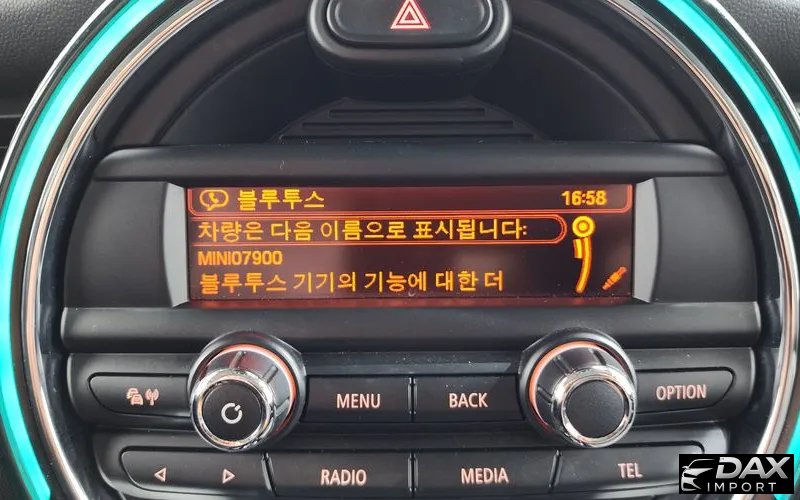 블루투스 16:58
차량은 다음 이름으로 표시됩니다:
MINI07900
블루투스 기기의 기능에 대한 더
MENU BACK OPTION
RADIO MEDIA TEL
DAX
IMPORT